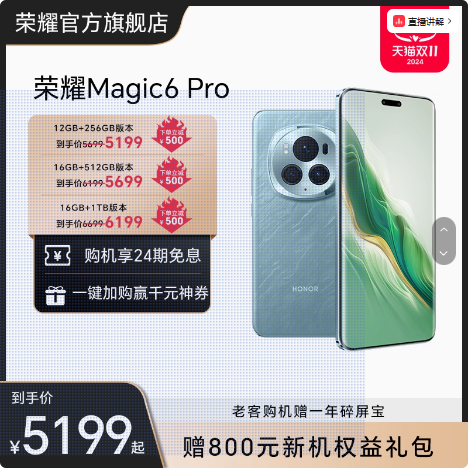 荣耀官方旗舰店
直播讲解 >
天猫双11
2024
荣耀Magic6 Pro
12GB+256GB版本
到手价5699 5199
下单立减
¥500
16GB+512GB版本
到手价6199 5699
下单立减
¥500
16GB+1TB版本
到手价6699 6199
下单立减
¥500
购机享24期免息
一键加购赢千元神券
HONOR
到手价
¥5199起
老客购机赠一年碎屏宝
赠800元新机权益礼包